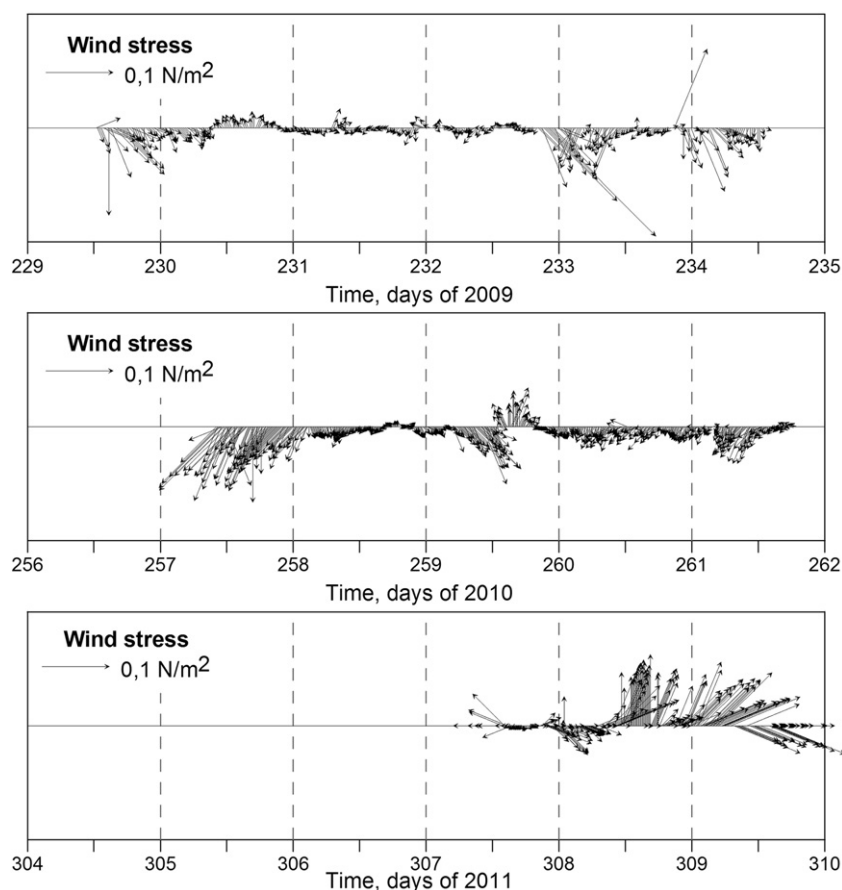 Wind stress
0,1 N/m2
229 230 231 232 233 234 235
Time, days of 2009
Wind stress
0,1 N/m2
256 257 258 259 260 261 262
Time, days of 2010
Wind stress
0,1 N/m2
304 305 306 307 308 309 310
Time, days of 2011